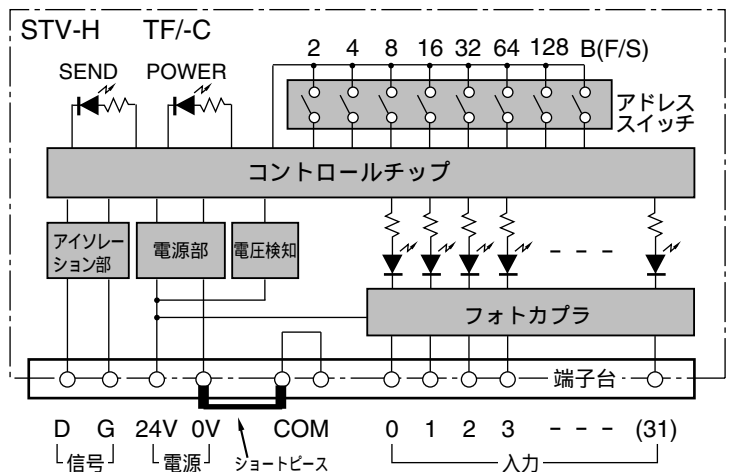 STV-H TF/-C
2 4 8 16 32 64 128 B(F/S)
SEND POWER
アドレス
スイッチ
コントロールチップ
アイソレー
ション部
電源部
電圧検知
フォトカプラ
端子台
D G 24V 0V COM 0 1 2 3 - - - (31)
信号 電源 ショートピース 入力